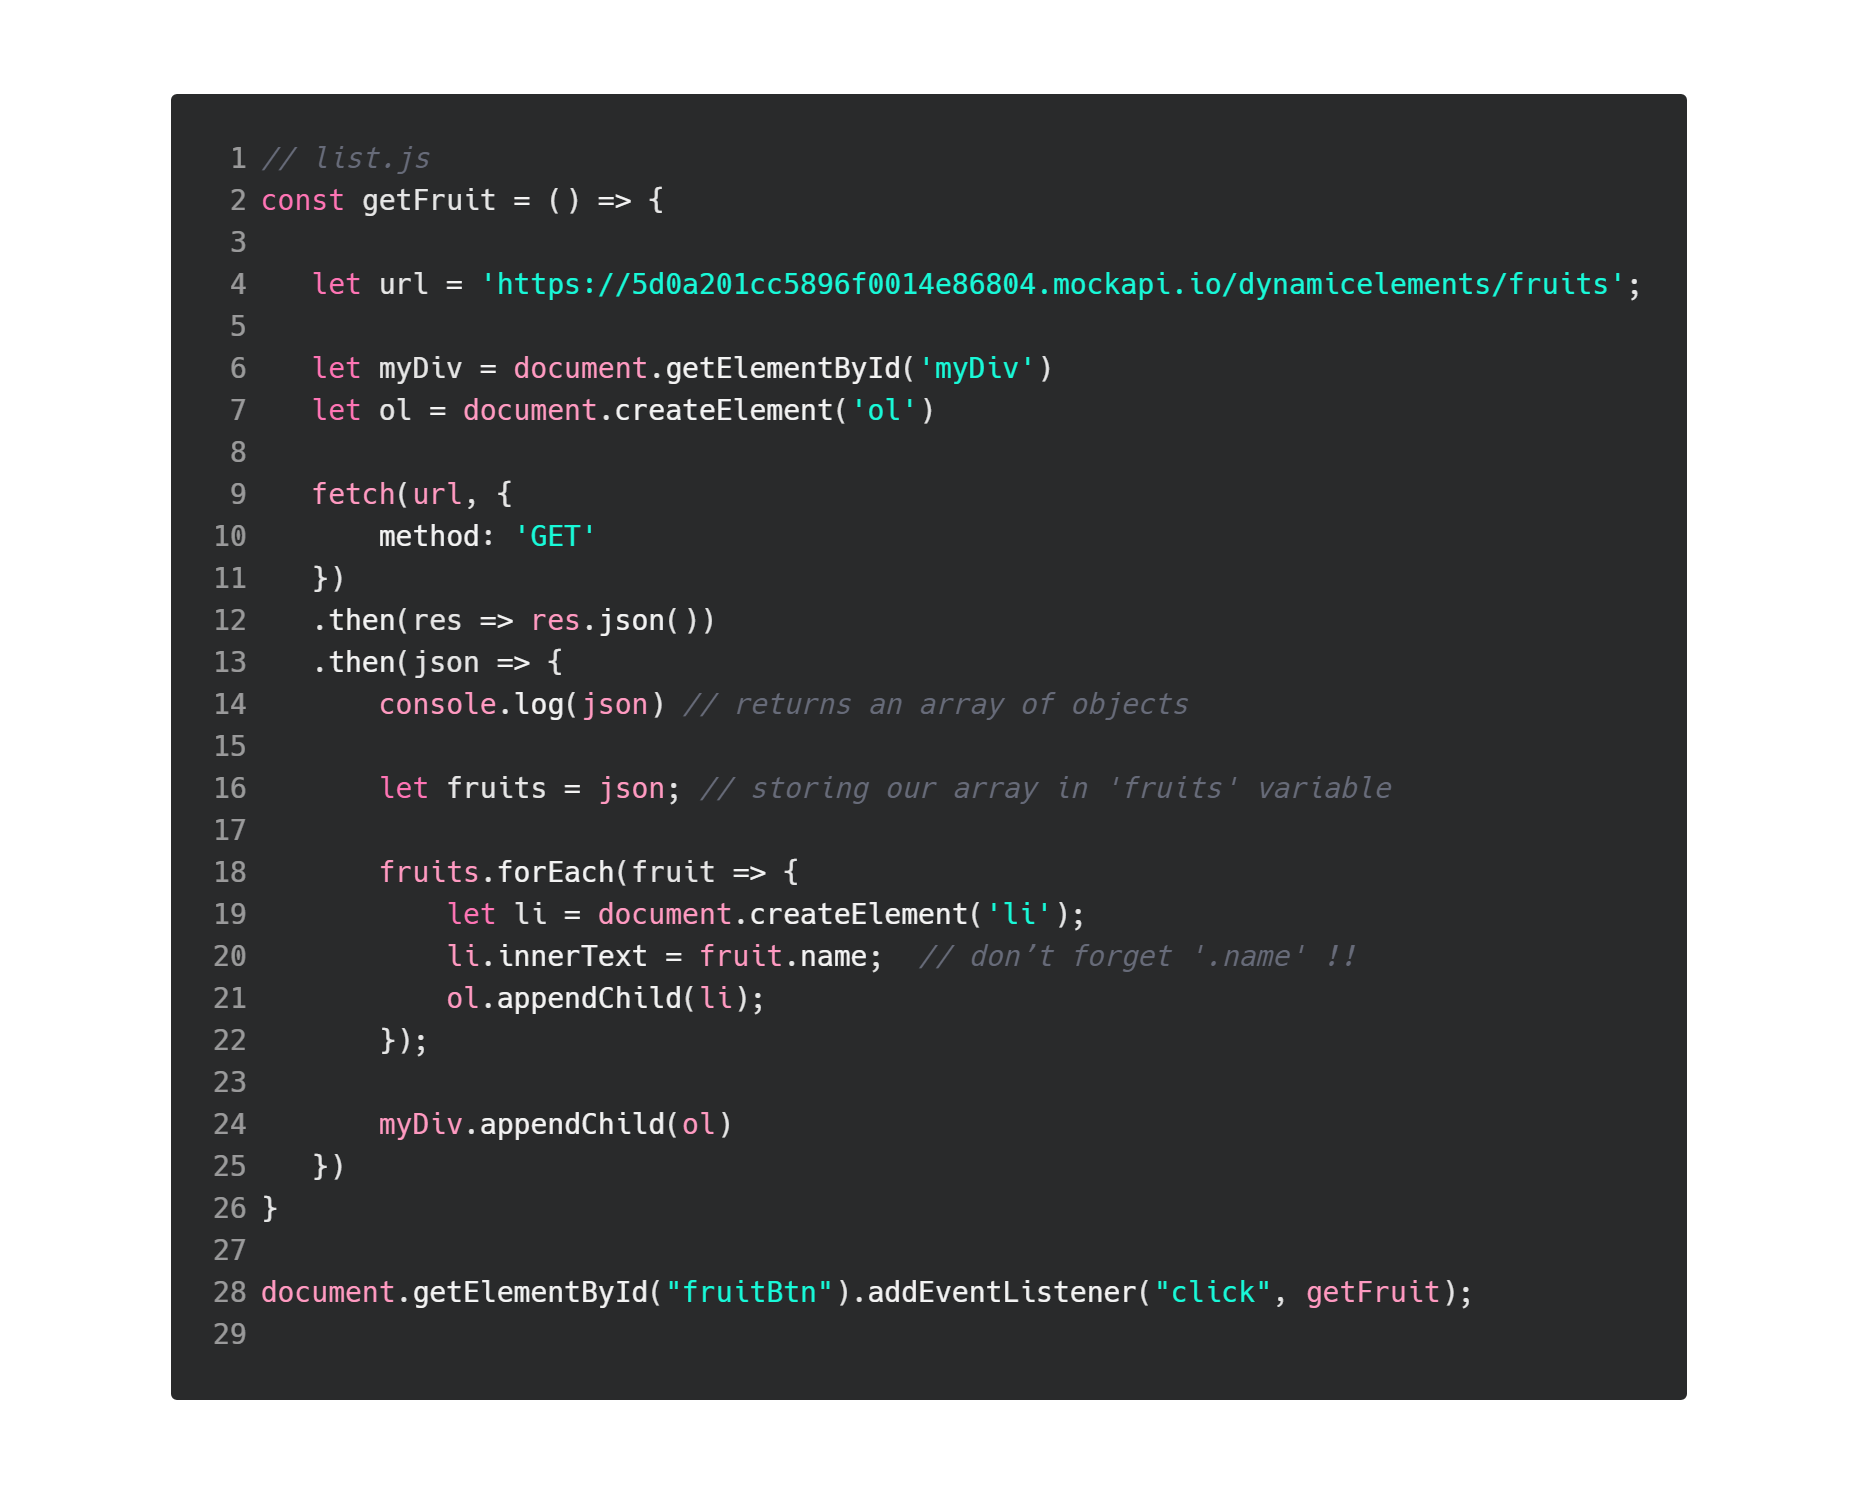 1 // list.js
2 const getFruit = () => {
3
4    let url = 'https://5d0a201cc5896f0014e86804.mockapi.io/dynamicelements/fruits';
5
6    let myDiv = document.getElementById('myDiv')
7    let ol = document.createElement('ol')
8
9    fetch(url, {
10        method: 'GET'
11    })
12    .then(res => res.json())
13    .then(json => {
14        console.log(json) // returns an array of objects
15
16        let fruits = json; // storing our array in 'fruits' variable
17
18        fruits.forEach(fruit => {
19            let li = document.createElement('li');
20            li.innerText = fruit.name;  // don’t forget '.name' !!
21            ol.appendChild(li);
22        });
23
24        myDiv.appendChild(ol)
25    })
26 }
27
28 document.getElementById("fruitBtn").addEventListener("click", getFruit);
29